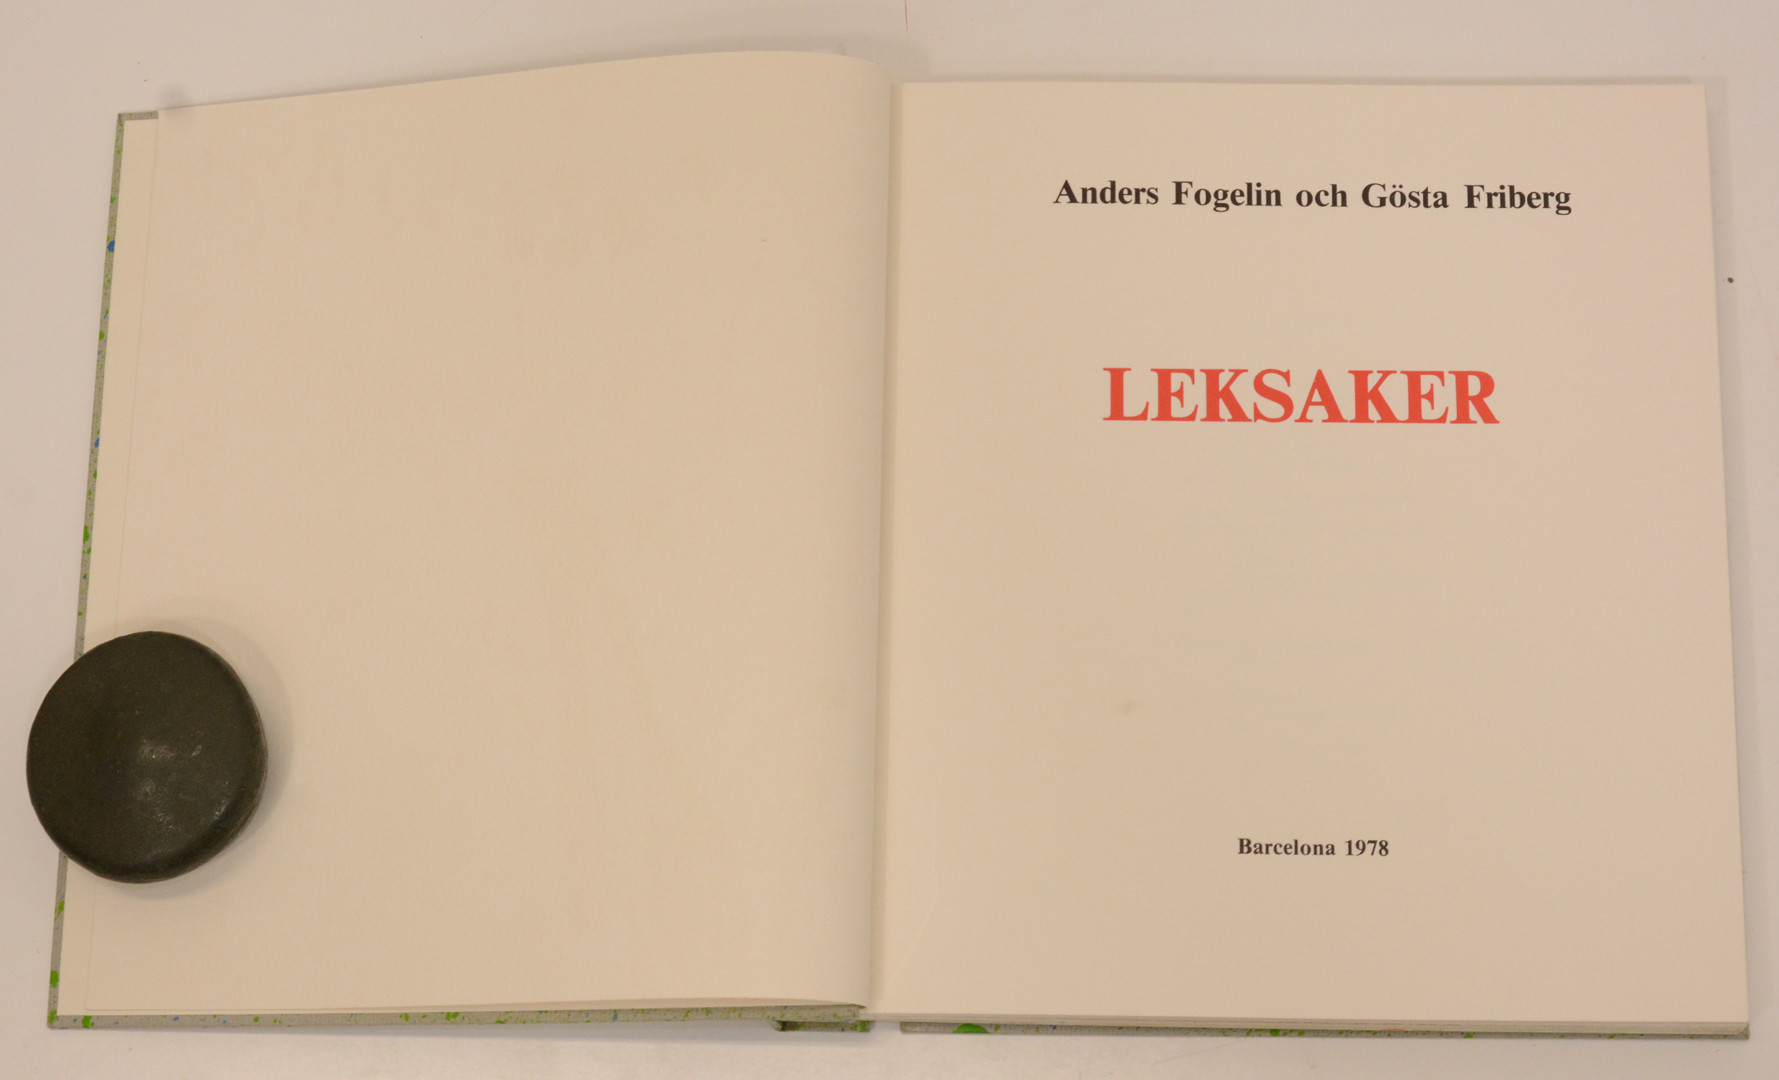 Anders Fogelin och Gösta Friberg
LEKSAKER
Barcelona 1978